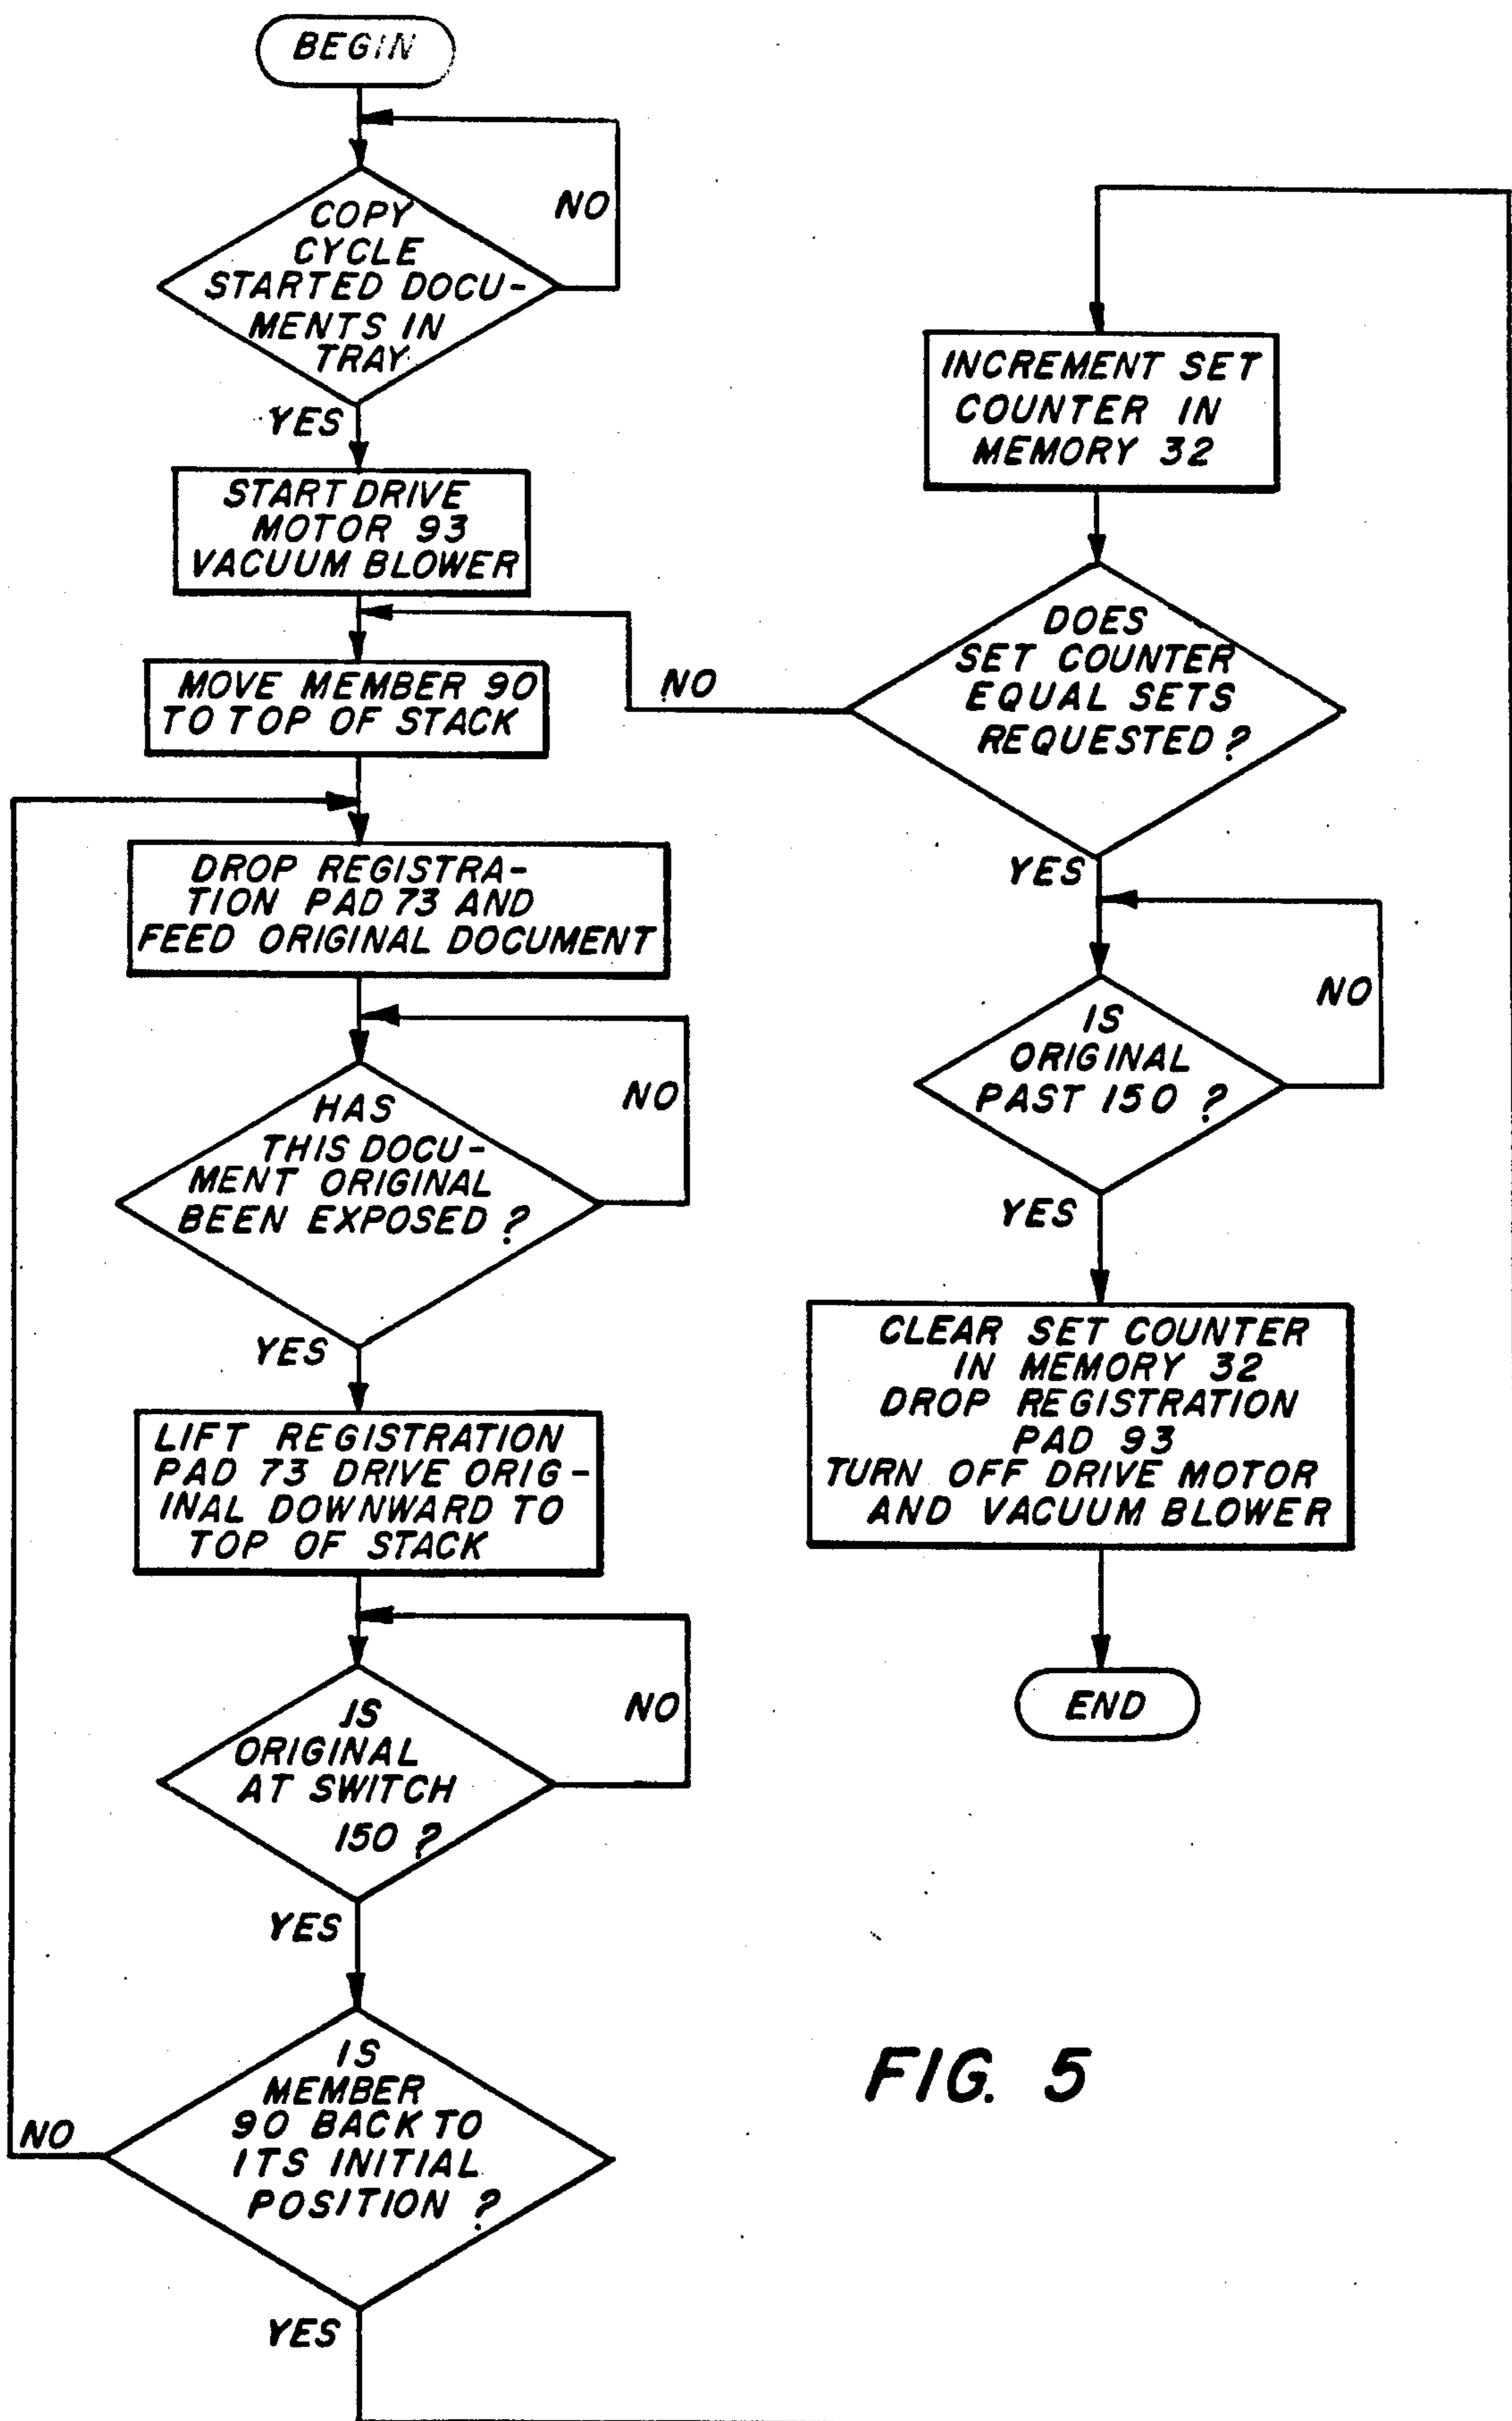 BEGIN
NO
COPY
CYCLE
STARTED DOCU-
MENTS IN
TRAY
YES
START DRIVE
MOTOR 93
VACUUM BLOWER
MOVE MEMBER 90
TO TOP OF STACK
DROP REGISTRA-
TION PAD 73 AND
FEED ORIGINAL DOCUMENT
NO
HAS
THIS DOCU-
MENT ORIGINAL
BEEN EXPOSED ?
YES
LIFT REGISTRATION
PAD 73 DRIVE ORIG-
INAL DOWNWARD TO
TOP OF STACK
NO
IS
ORIGINAL
AT SWITCH
150 ?
YES
IS
MEMBER
90 BACK TO
ITS INITIAL
POSITION ?
NO
YES
INCREMENT SET
COUNTER IN
MEMORY 32
DOES
SET COUNTER
EQUAL SETS
REQUESTED ?
NO
YES
NO
IS
ORIGINAL
PAST 150 ?
YES
CLEAR SET COUNTER
IN MEMORY 32
DROP REGISTRATION
PAD 93
TURN OFF DRIVE MOTOR
AND VACUUM BLOWER
END
FIG. 5